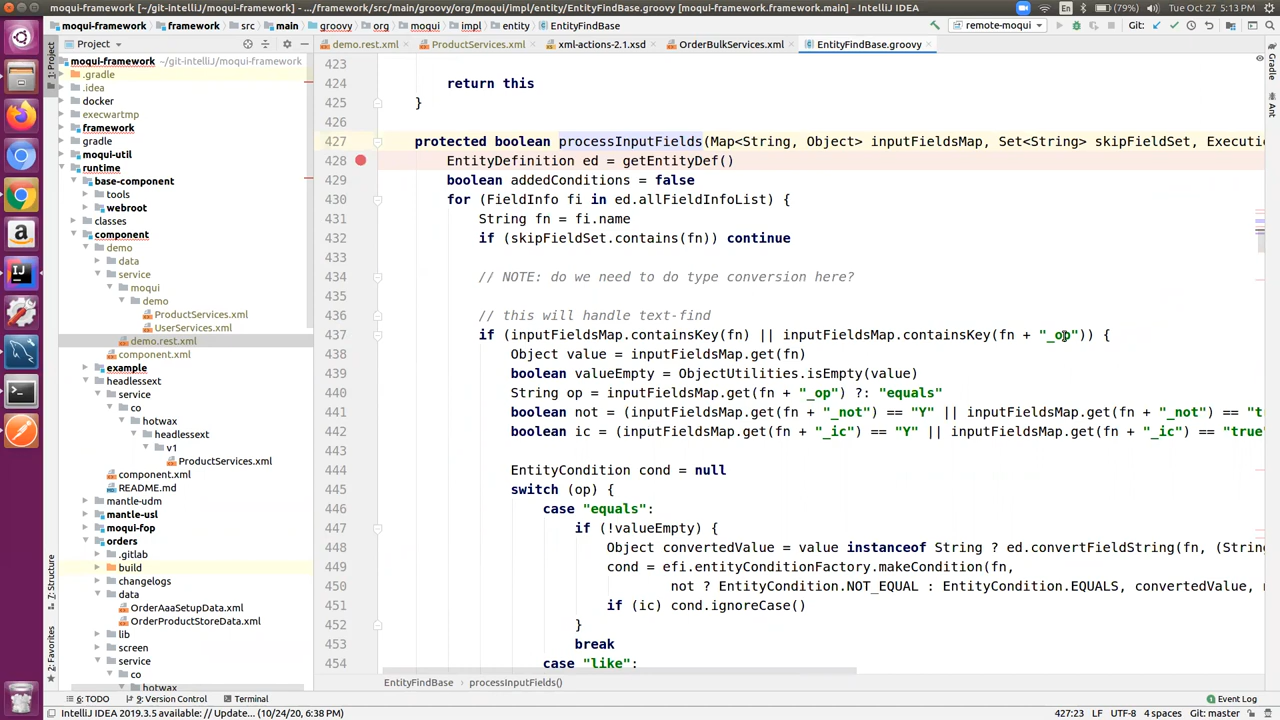 moqui-framework [~/git-intelliJ/moqui-framework] - .../framework/src/main/groovy/org/moqui/impl/entity/EntityFindBase.groovy [moqui-framework.framework.main] - IntelliJ IDEA
En
(79%)
Tue Oct 27 5:13 PM
moqui-framework
framework
src
main
groovy
org
moqui
impl
entity
EntityFindBase
remote-moqui
Git:
Project
demo.rest.xml
ProductServices.xml
xml-actions-2.1.xsd
OrderBulkServices.xml
EntityFindBase.groovy
1: Project
7: Structure
2: Favorites
Gradle
Ant
moqui-framework ~/git-intelliJ/moqui-framework
.gradle
.idea
docker
execwartmp
framework
gradle
moqui-util
runtime
base-component
tools
webroot
classes
component
demo
data
service
moqui
demo
ProductServices.xml
UserServices.xml
demo.rest.xml
component.xml
example
headlessext
service
co
hotwax
headlessext
v1
ProductServices.xml
component.xml
README.md
mantle-udm
mantle-usl
moqui-fop
orders
.gitlab
build
changelogs
data
OrderAaaSetupData.xml
OrderProductStoreData.xml
lib
screen
service
co
hotwax
423
424 return this
425 }
426
427 protected boolean processInputFields(Map<String, Object> inputFieldsMap, Set<String> skipFieldSet, Executi
428 EntityDefinition ed = getEntityDef()
429 boolean addedConditions = false
430 for (FieldInfo fi in ed.allFieldInfoList) {
431 String fn = fi.name
432 if (skipFieldSet.contains(fn)) continue
433
434 // NOTE: do we need to do type conversion here?
435
436 // this will handle text-find
437 if (inputFieldsMap.containsKey(fn) || inputFieldsMap.containsKey(fn + "_op")) {
438 Object value = inputFieldsMap.get(fn)
439 boolean valueEmpty = ObjectUtilities.isEmpty(value)
440 String op = inputFieldsMap.get(fn + "_op") ?: "equals"
441 boolean not = (inputFieldsMap.get(fn + "_not") == "Y" || inputFieldsMap.get(fn + "_not") == "t
442 boolean ic = (inputFieldsMap.get(fn + "_ic") == "Y" || inputFieldsMap.get(fn + "_ic") == "true"
443
444 EntityCondition cond = null
445 switch (op) {
446 case "equals":
447 if (!valueEmpty) {
448 Object convertedValue = value instanceof String ? ed.convertFieldString(fn, (Strin
449 cond = efi.entityConditionFactory.makeCondition(fn,
450 not ? EntityCondition.NOT_EQUAL : EntityCondition.EQUALS, convertedValue,
451 if (ic) cond.ignoreCase()
452 }
453 break
454 case "like":
EntityFindBase
processInputFields()
6: TODO
9: Version Control
Terminal
Event Log
IntelliJ IDEA 2019.3.5 available: // Update... (10/24/20, 6:38 PM)
427:23
LF
UTF-8
4 spaces
Git: master